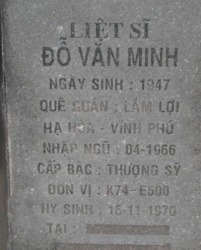 LIỆT SĨ
ĐỖ VĂN MINH
NGÀY SINH : 1947
QUÊ QUÁN : LÂM LỢI
HẠ HÒA - VĨNH PHÚ
NHẬP NGŨ : 04-1966
CẤP BẬC : THƯỢNG SỸ
ĐƠN VỊ : K74-E500
HY SINH : 16-11-1970
TẠI :